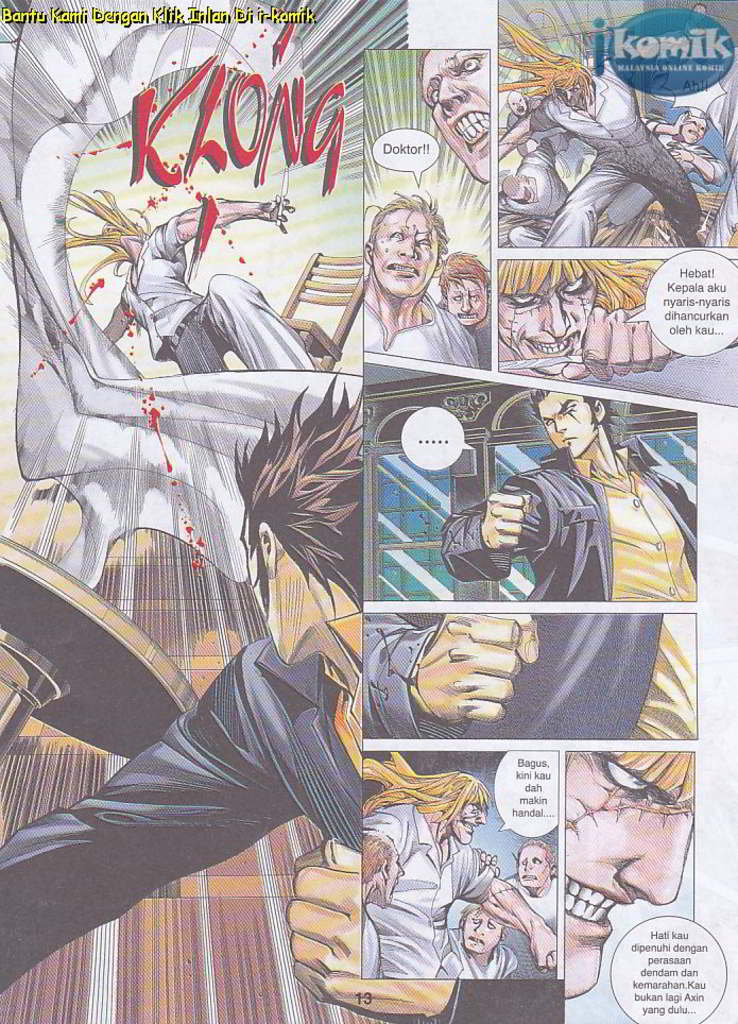 Bantu Kami Dengan Klik Iklan Di i-Komik
ikomik
MALAYSIA ONLINE KOMIK
KLONG
Doktor!!
Hebat!
Kepala aku
nyaris-nyaris
dihancurkan
oleh kau...
.....
Bagus,
kini kau
dah
makin
handal....
Hati kau
dipenuhi dengan
perasaan
dendam dan
kemarahan.Kau
bukan lagi Axin
yang dulu...
13